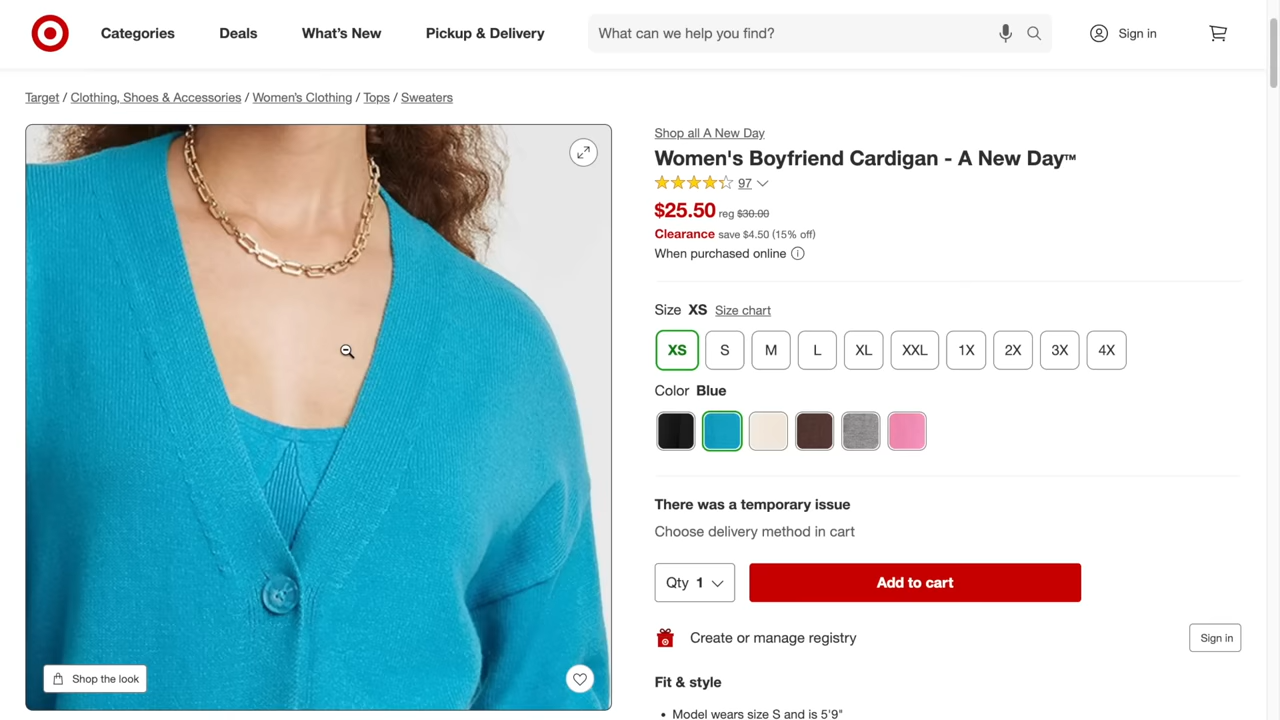 Categories
Deals
What's New
Pickup & Delivery
What can we help you find?
Sign in
Target / Clothing, Shoes & Accessories / Women's Clothing / Tops / Sweaters
Shop all A New Day
Women's Boyfriend Cardigan - A New Day™
97
$25.50 reg $30.00
Clearance save $4.50 (15% off)
When purchased online
Size XS Size chart
XS S M L XL XXL 1X 2X 3X 4X
Color Blue
There was a temporary issue
Choose delivery method in cart
Qty 1
Add to cart
Create or manage registry
Sign in
Fit & style
• Model wears size S and is 5'9"
Shop the look